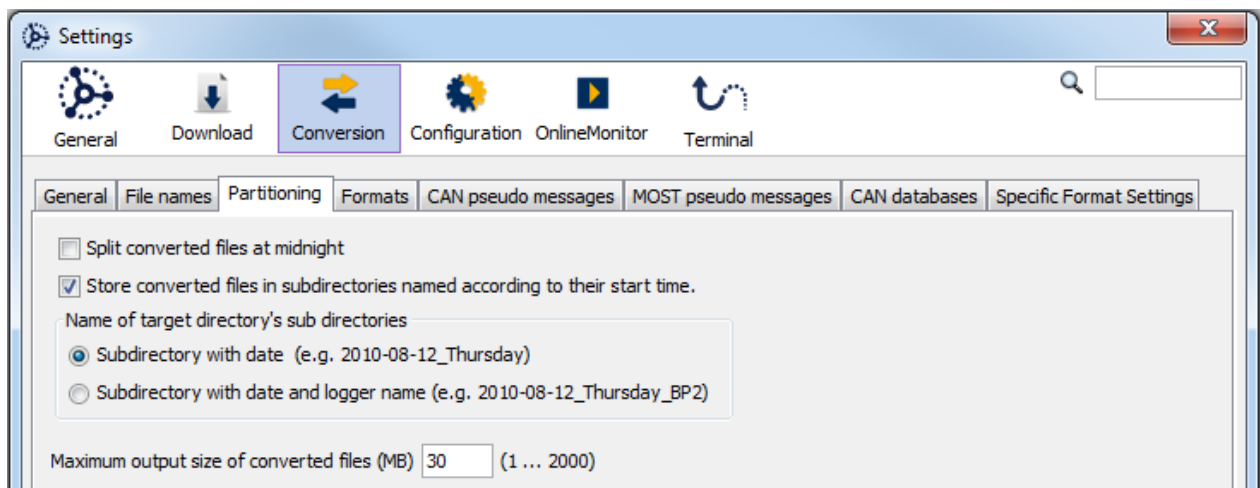 Settings
General Download Conversion Configuration OnlineMonitor Terminal
General File names Partitioning Formats CAN pseudo messages MOST pseudo messages CAN databases Specific Format Settings
Split converted files at midnight
Store converted files in subdirectories named according to their start time.
Name of target directory's sub directories
Subdirectory with date (e.g. 2010-08-12_Thursday)
Subdirectory with date and logger name (e.g. 2010-08-12_Thursday_BP2)
Maximum output size of converted files (MB) 30 (1 ... 2000)